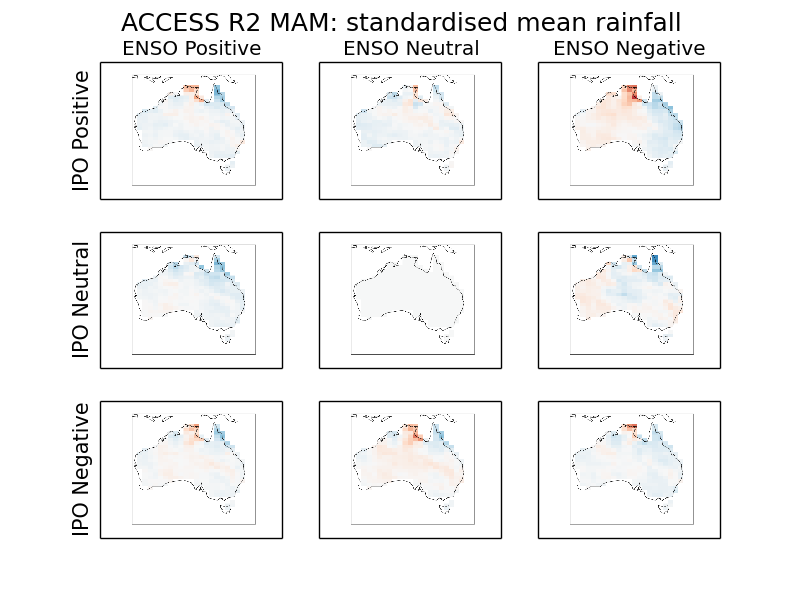 ACCESS R2 MAM: standardised mean rainfall
ENSO Positive ENSO Neutral ENSO Negative
IPO Positive
IPO Neutral
IPO Negative